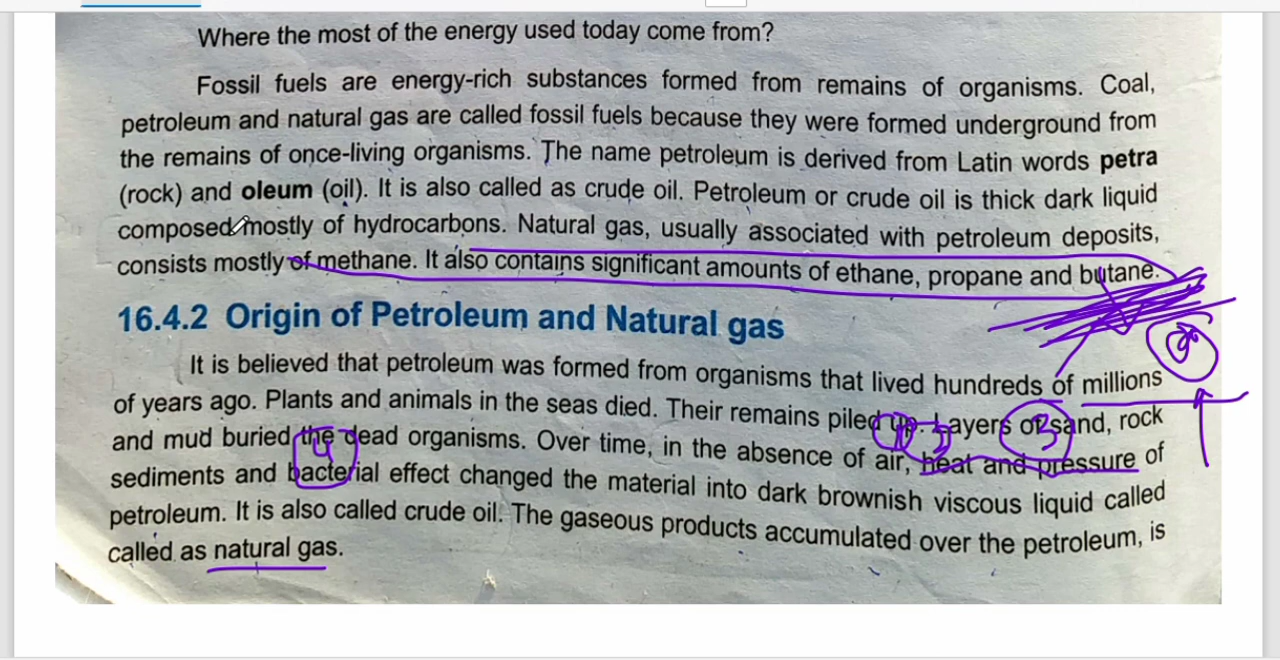 Where the most of the energy used today come from?
Fossil fuels are energy-rich substances formed from remains of organisms. Coal,
petroleum and natural gas are called fossil fuels because they were formed underground from
the remains of once-living organisms. The name petroleum is derived from Latin words petra
(rock) and oleum (oil). It is also called as crude oil. Petroleum or crude oil is thick dark liquid
composed mostly of hydrocarbons. Natural gas, usually associated with petroleum deposits,
consists mostly of methane. It also contains significant amounts of ethane, propane and butane.
16.4.2 Origin of Petroleum and Natural gas
It is believed that petroleum was formed from organisms that lived hundreds of millions
of years ago. Plants and animals in the seas died. Their remains piled up. Layers of sand, rock
and mud buried the dead organisms. Over time, in the absence of air, heat and pressure of
sediments and bacterial effect changed the material into dark brownish viscous liquid called
petroleum. It is also called crude oil. The gaseous products accumulated over the petroleum, is
called as natural gas.
1
3
4